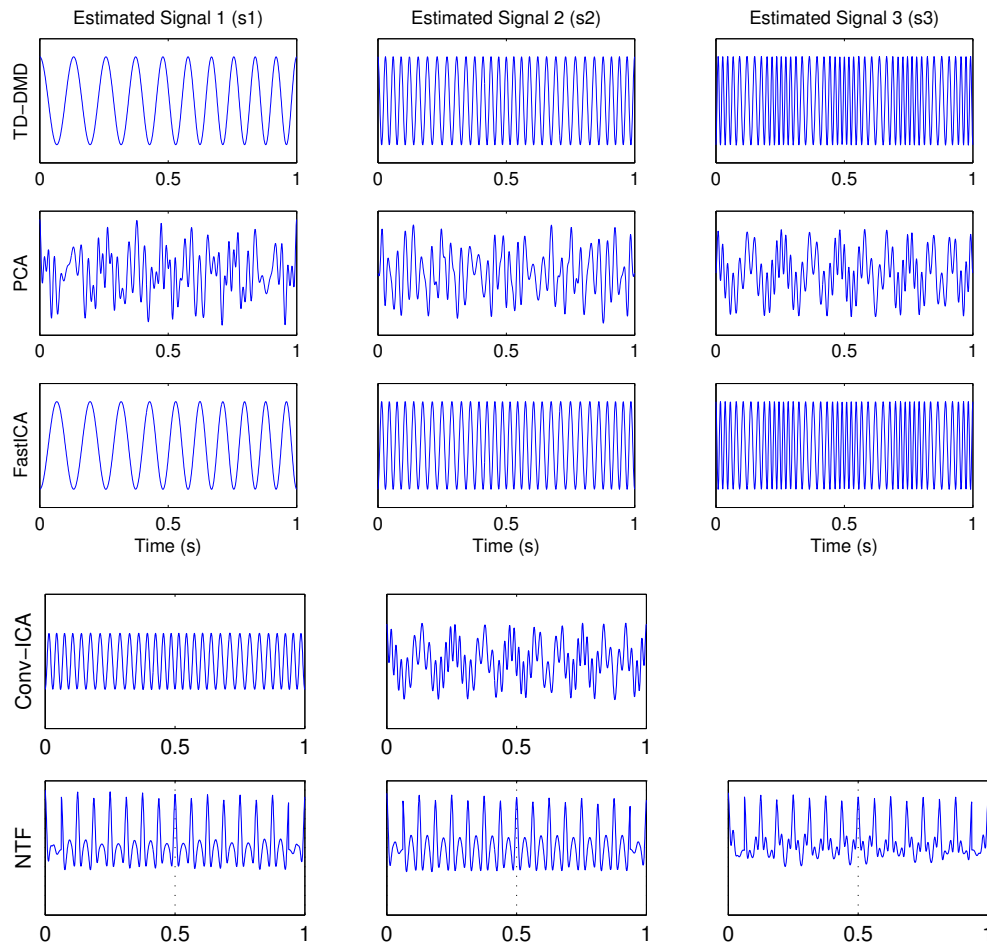 Estimated Signal 1 (s1) Estimated Signal 2 (s2) Estimated Signal 3 (s3)
TD-DMD
0 0.5 1 0 0.5 1 0 0.5 1
PCA
0 0.5 1 0 0.5 1 0 0.5 1
FastICA
0 0.5 1 0 0.5 1 0 0.5 1
Time (s) Time (s)
Conv-ICA
0 0.5 1 0 0.5 1
NTF
0 0.5 1 0 0.5 1 0 0.5 1